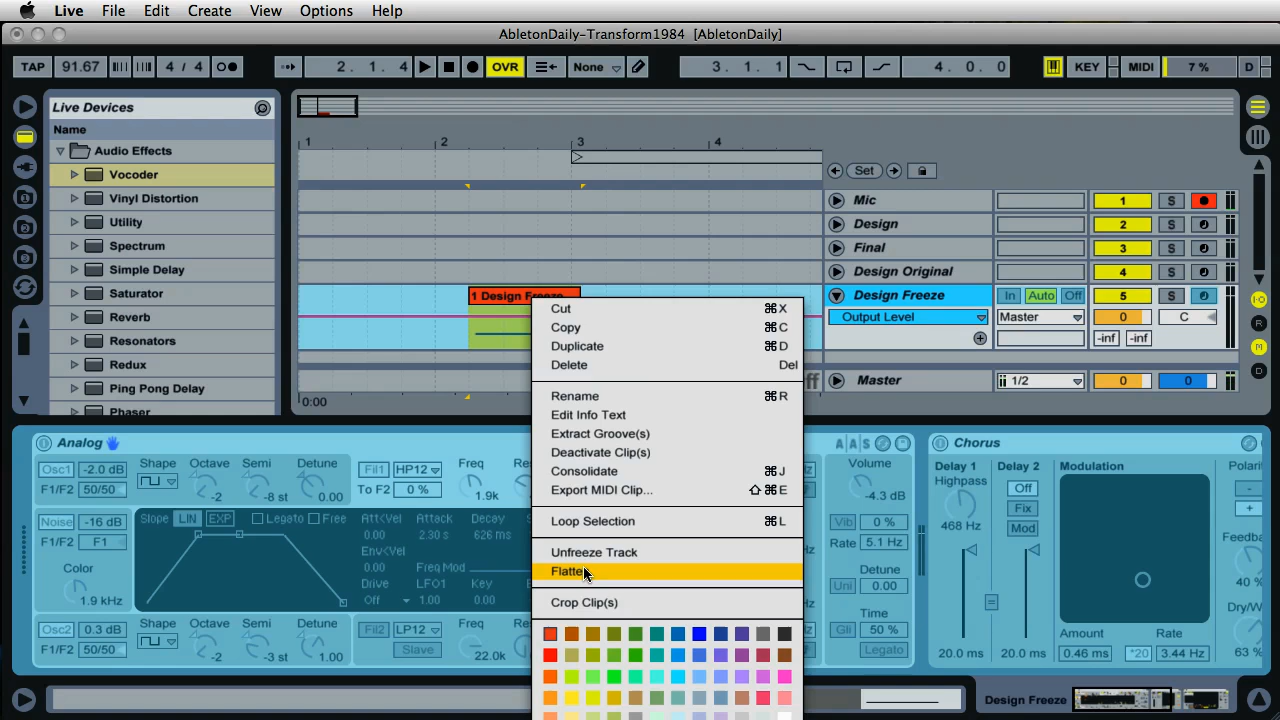 Live File Edit Create View Options Help
AbletonDaily-Transform1984 [AbletonDaily]
TAP 91.67 4 / 4 2. 1. 4 OVR None 3. 1. 1 4. 0. 0 KEY MIDI 7 % D
Live Devices
Name
Audio Effects
Vocoder
Vinyl Distortion
Utility
Spectrum
Simple Delay
Saturator
Reverb
Resonators
Redux
Ping Pong Delay
Phaser
1 2 3 4
Set
Mic 1 S
Design 2 S
Final 3 S
Design Original 4 S
1 Design Freeze
Design Freeze In Auto Off 5 S
Output Level Master 0 C
-inf -inf
Master 1/2 0 0
0:00
Cut ⌘X
Copy ⌘C
Duplicate ⌘D
Delete Del
Rename ⌘R
Edit Info Text
Extract Groove(s)
Deactivate Clip(s)
Consolidate ⌘J
Export MIDI Clip... ⇧⌘E
Loop Selection ⌘L
Unfreeze Track
Flatte
Crop Clip(s)
Analog
Osc1 -2.0 dB Shape Octave Semi Detune Fil1 HP12 Freq
F1/F2 50/50 -2 -8 st 0.00 To F2 0 % 1.9k
Noise -16 dB Slope LIN EXP Legato Free Att<Vel Attack Decay
F1/F2 F1 0.00 2.30 s 626 ms
Env<Vel
Color 0.00 Freq Mod
Drive LFO1 Key
1.9 kHz Off 1.00 0.00
Osc2 0.3 dB Shape Octave Semi Detune Fil2 LP12 Freq
F1/F2 50/50 -2 -3 st 1.00 Slave 22.0k
A A S
Volume
-4.3 dB
Vib 0 %
Rate 5.1 Hz
Detune
Uni 0.00
Time
Gli 50 %
Legato
Chorus
Delay 1 Delay 2 Modulation
Highpass Off
Fix
468 Hz Mod
Amount Rate
20.0 ms 20.0 ms 0.46 ms *20 3.44 Hz
Polari
-
+
Feedba
40 %
Dry/W
63 %
Design Freeze